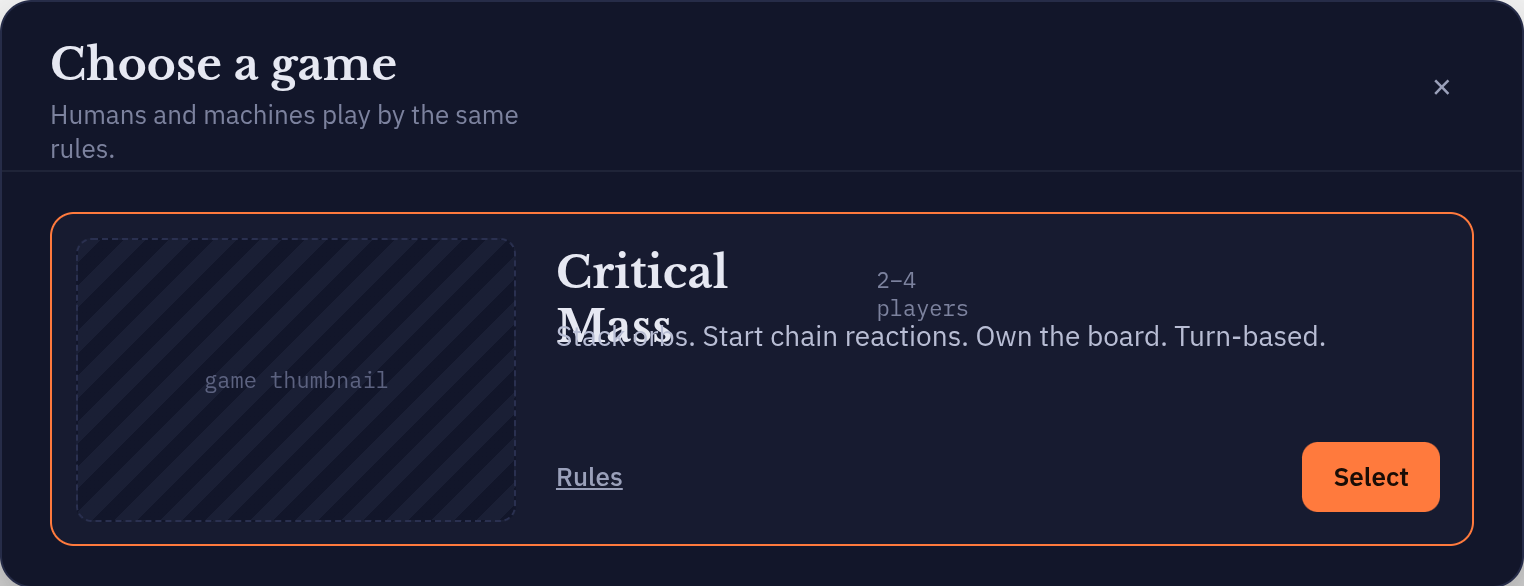 Choose a game
Humans and machines play by the same
rules.
×
game thumbnail
Critical
Mass
2–4
players
Stack orbs. Start chain reactions. Own the board. Turn-based.
Rules
Select